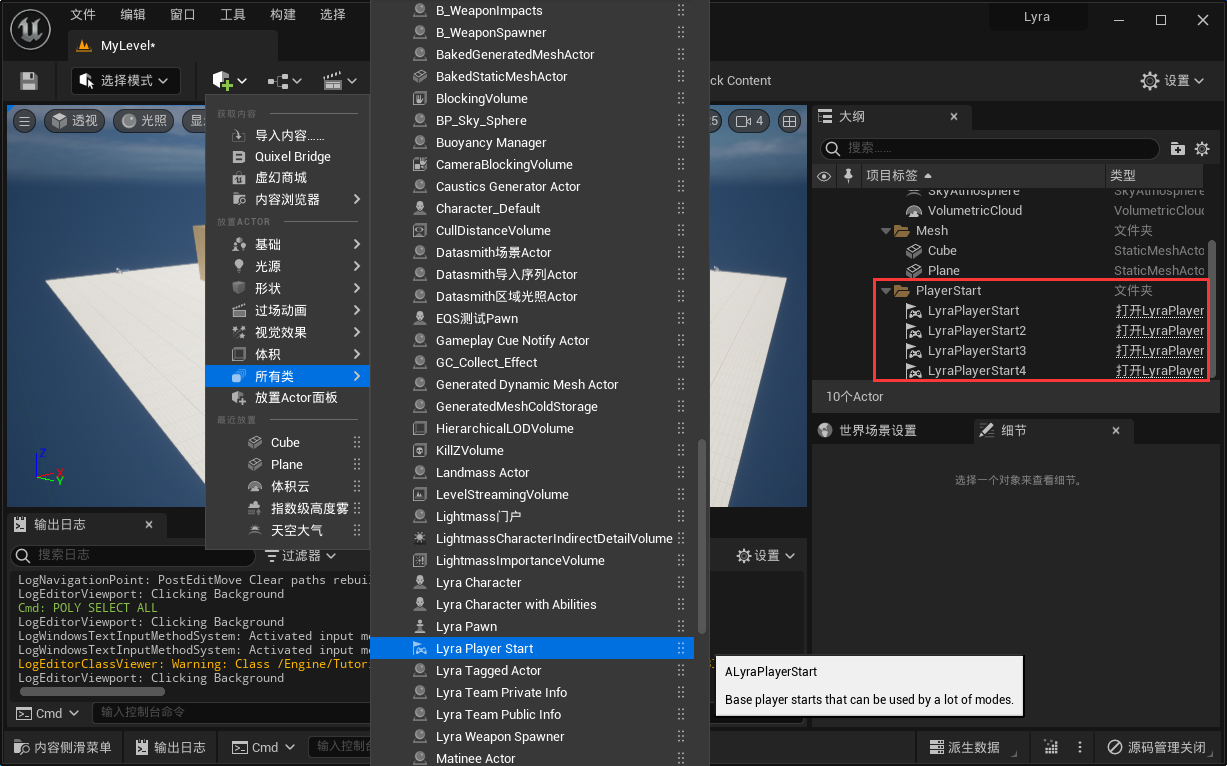 文件 编辑 窗口 工具 构建 选择
Lyra
MyLevel*
选择模式
ck Content
设置
透视
光照
显
5
4
获取内容
导入内容……
Quixel Bridge
虚幻商城
内容浏览器
放置ACTOR
基础
光源
形状
过场动画
视觉效果
体积
所有类
放置Actor面板
最近放置
Cube
Plane
体积云
指数级高度雾
天空大气
B_WeaponImpacts
B_WeaponSpawner
BakedGeneratedMeshActor
BakedStaticMeshActor
BlockingVolume
BP_Sky_Sphere
Buoyancy Manager
CameraBlockingVolume
Caustics Generator Actor
Character_Default
CullDistanceVolume
Datasmith场景Actor
Datasmith导入序列Actor
Datasmith区域光照Actor
EQS测试Pawn
Gameplay Cue Notify Actor
GC_Collect_Effect
Generated Dynamic Mesh Actor
GeneratedMeshColdStorage
HierarchicalLODVolume
KillZVolume
Landmass Actor
LevelStreamingVolume
Lightmass门户
LightmassCharacterIndirectDetailVolume
LightmassImportanceVolume
Lyra Character
Lyra Character with Abilities
Lyra Pawn
Lyra Player Start
Lyra Tagged Actor
Lyra Team Private Info
Lyra Team Public Info
Lyra Weapon Spawner
Matinee Actor
ALyraPlayerStart
Base player starts that can be used by a lot of modes.
大纲
搜索……
项目标签 类型
SkyAtmosphere SkyAtmospher
VolumetricCloud VolumetricCloud
Mesh 文件夹
Cube StaticMeshActo
Plane StaticMeshActo
PlayerStart 文件夹
LyraPlayerStart 打开LyraPlayer
LyraPlayerStart2 打开LyraPlayer
LyraPlayerStart3 打开LyraPlayer
LyraPlayerStart4 打开LyraPlayer
10个Actor
世界场景设置 细节
选择一个对象来查看细节。
Z
X
Y
输出日志
搜索日志
过滤器
设置
LogNavigationPoint: PostEditMove Clear paths rebui
LogEditorViewport: Clicking Background
Cmd: POLY SELECT ALL
LogEditorViewport: Clicking Background
LogWindowsTextInputMethodSystem: Activated input m
LogWindowsTextInputMethodSystem: Activated input m
LogEditorClassViewer: Warning: Class /Engine/Tutor
LogEditorViewport: Clicking Background
Cmd
输入控制台命令
内容侧滑菜单 输出日志 Cmd 输入控制台
派生数据 源码管理关闭